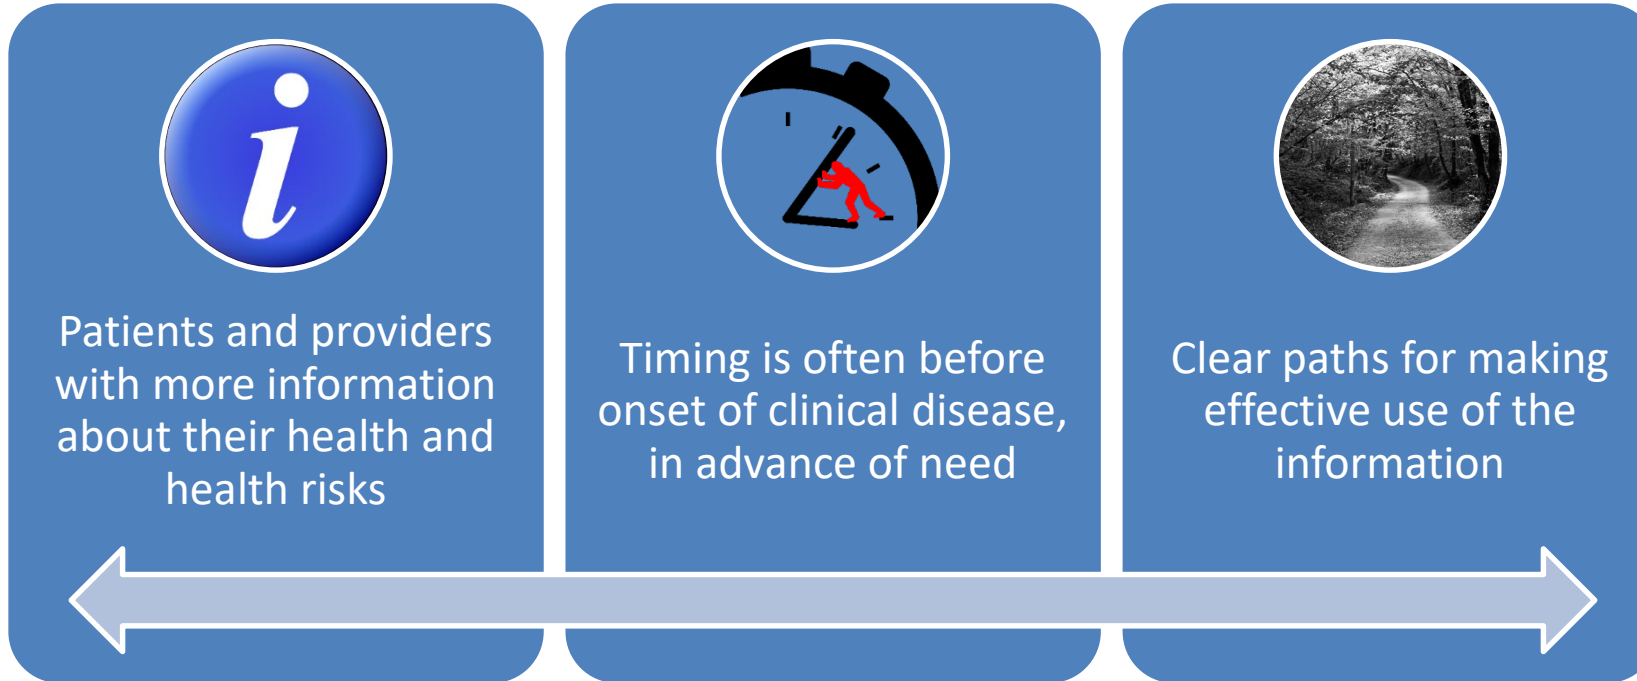 i
Patients and providers
with more information
about their health and
health risks
Timing is often before
onset of clinical disease,
in advance of need
Clear paths for making
effective use of the
information